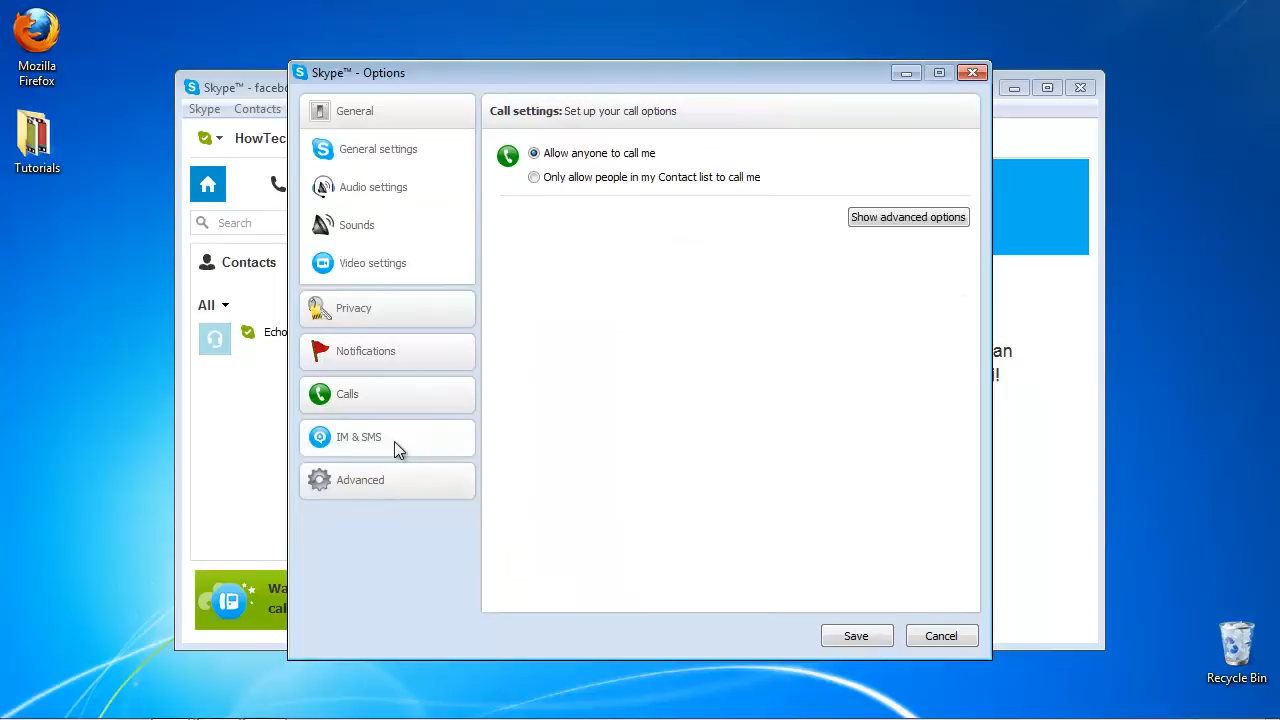 Mozilla
Firefox
Tutorials
Skype™ - facebo
Skype Contacts
HowTec
Search
Contacts
All
Echo
Wa
cal
Skype™ - Options
General
General settings
Audio settings
Sounds
Video settings
Privacy
Notifications
Calls
IM & SMS
Advanced
Call settings: Set up your call options
Allow anyone to call me
Only allow people in my Contact list to call me
Show advanced options
Save
Cancel
an
i!
Recycle Bin